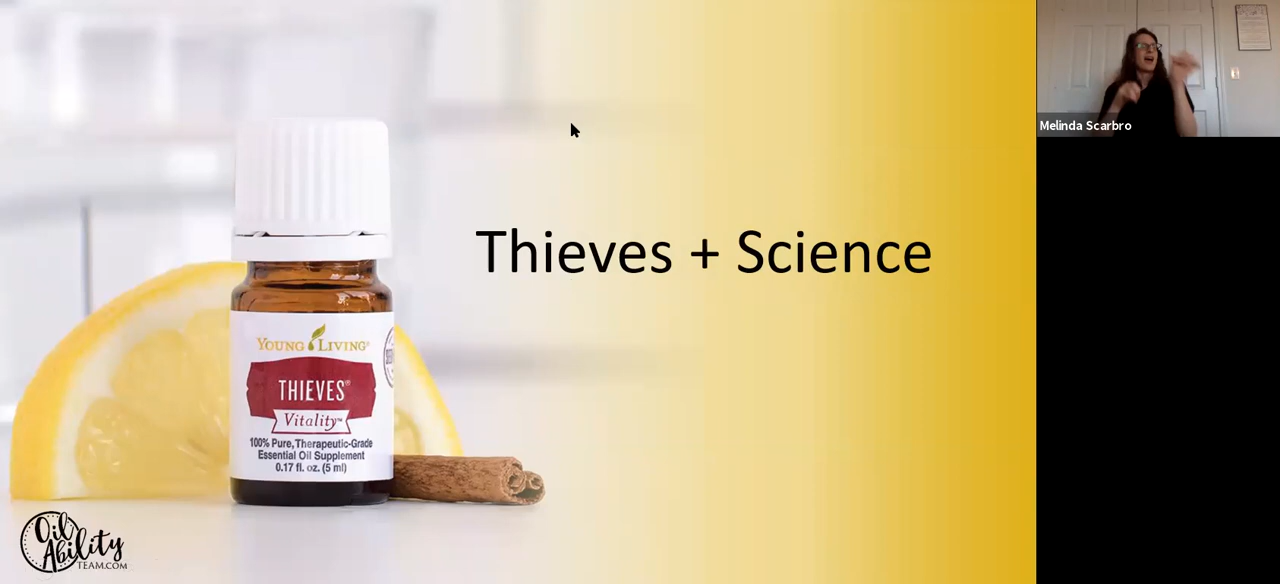 Thieves + Science
YOUNG LIVING®
THIEVES®
Vitality™
100% Pure, Therapeutic-Grade
Essential Oil Supplement
0.17 fl. oz. (5 ml)
Oil
Ability
TEAM.COM
Melinda Scarbro